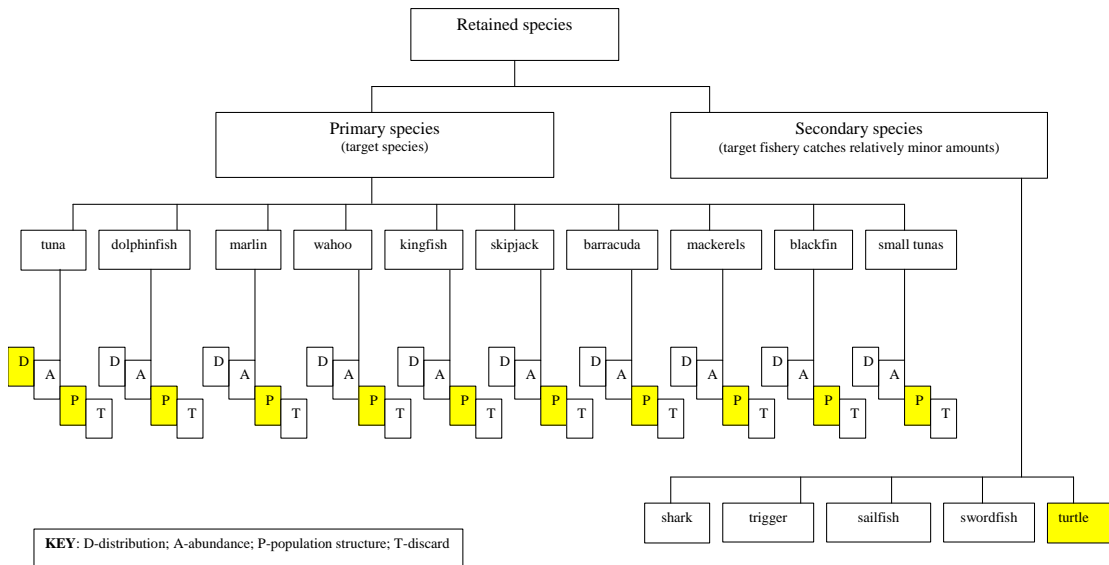 Retained species
Primary species
(target species)
Secondary species
(target fishery catches relatively minor amounts)
tuna
dolphinfish
marlin
wahoo
kingfish
skipjack
barracuda
mackerels
blackfin
small tunas
D
A
P
T
D
A
P
T
D
A
P
T
D
A
P
T
D
A
P
T
D
A
P
T
D
A
P
T
D
A
P
T
D
A
P
T
D
A
P
T
shark
trigger
sailfish
swordfish
turtle
KEY: D-distribution; A-abundance; P-population structure; T-discard